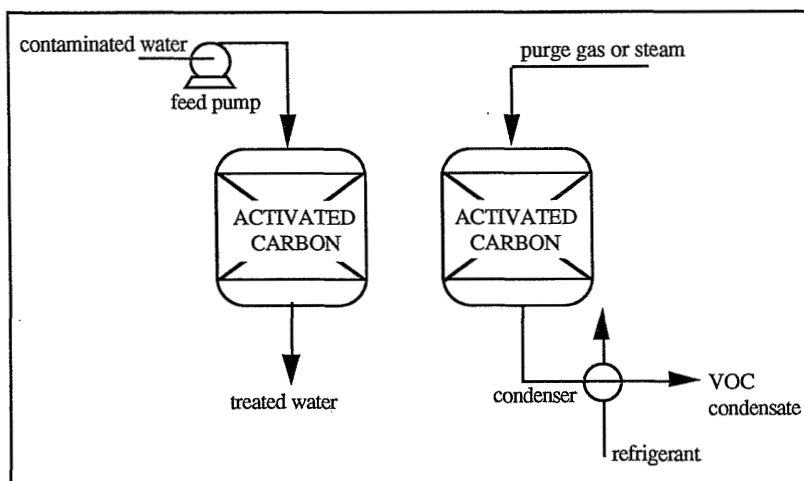 contaminated water
feed pump
purge gas or steam
ACTIVATED
CARBON
ACTIVATED
CARBON
treated water
condenser
VOC
condensate
refrigerant